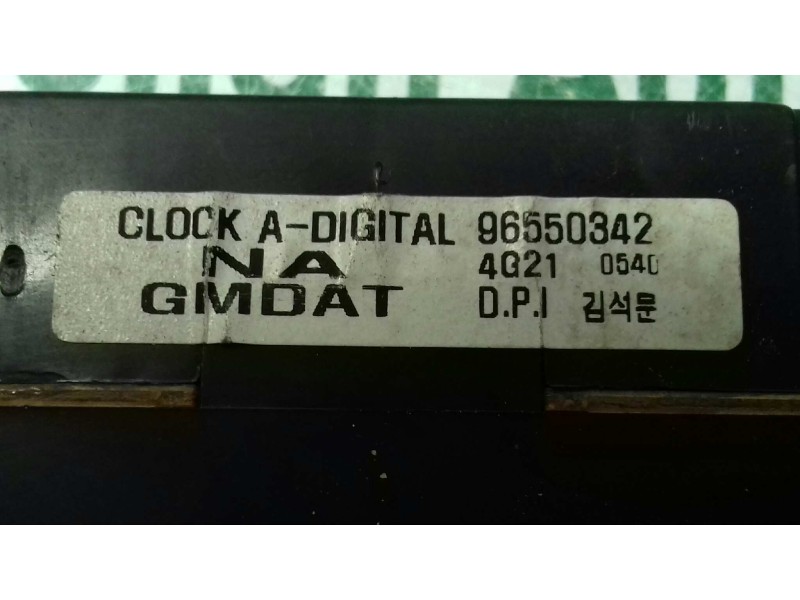 CLOCK A-DIGITAL 96550342
NA 4G21 0540
GMDAT D.P.I 김석문